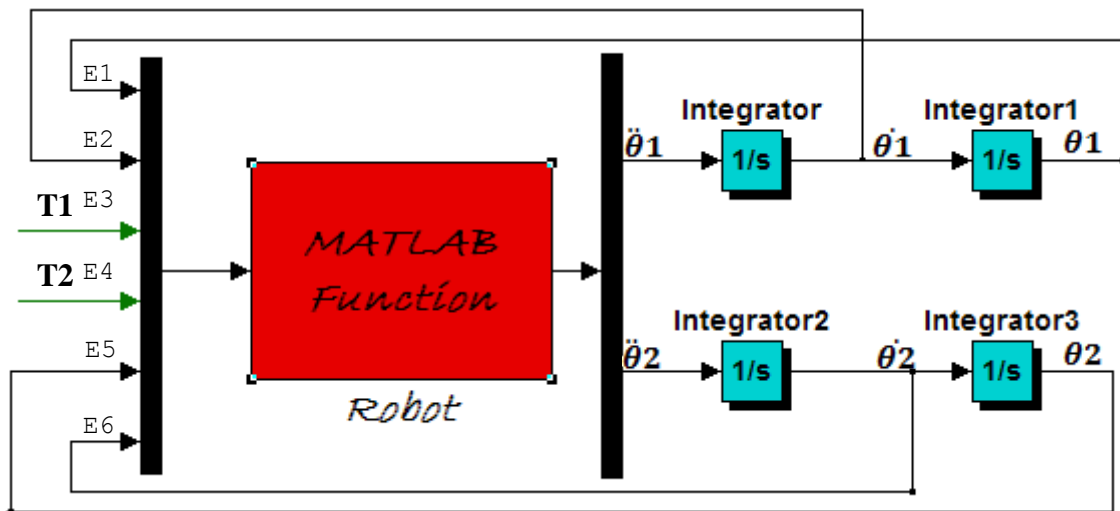 E1
E2
T1 E3
T2 E4
E5
E6
MATLAB
Function
Robot
Integrator
Integrator1
θ̈1
1/s
θ̇1
1/s
θ1
Integrator2
Integrator3
θ̈2
1/s
θ̇2
1/s
θ2